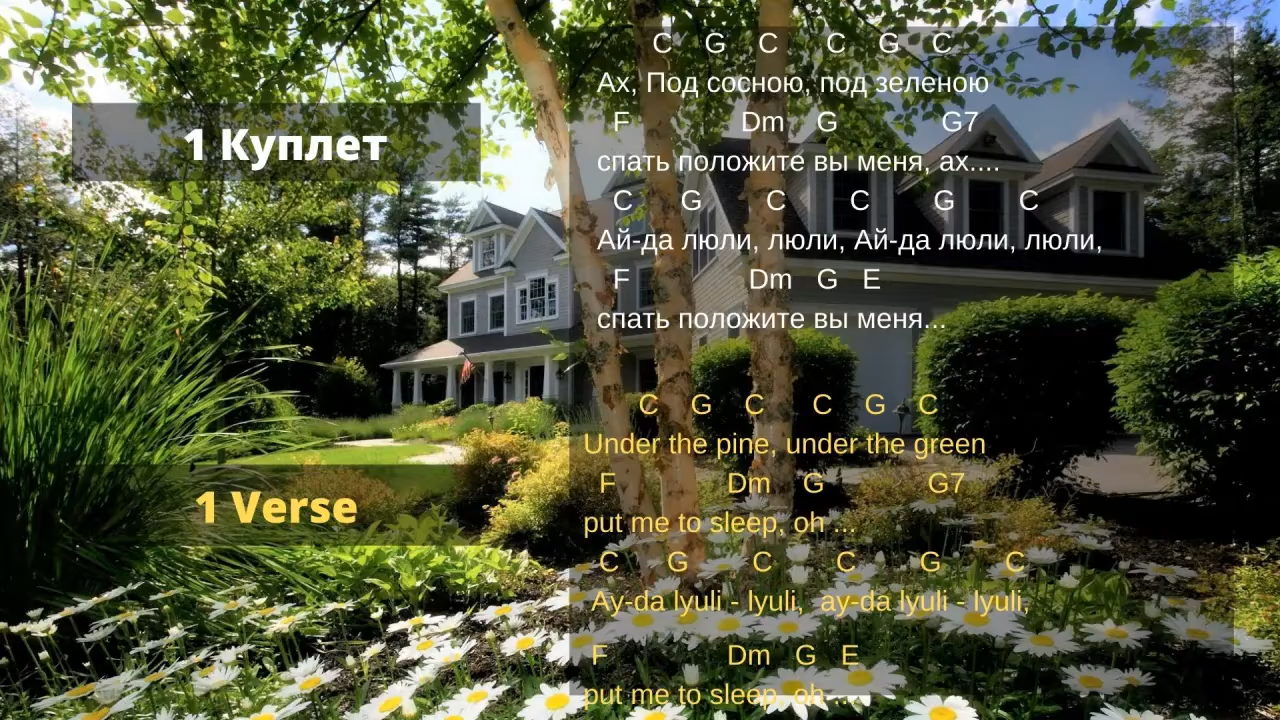 1 Куплет
C G C C G C
Ах, Под сосною, под зеленою
F Dm G G7
спать положите вы меня, ах....
C G C C G C
Ай-да люли, люли, Ай-да люли, люли,
F Dm G E
спать положите вы меня...
1 Verse
C G C C G C
Under the pine, under the green
F Dm G G7
put me to sleep, oh ...
C G C C G C
Ay-da lyuli - lyuli, ay-da lyuli - lyuli,
F Dm G E
put me to sleep, oh ....